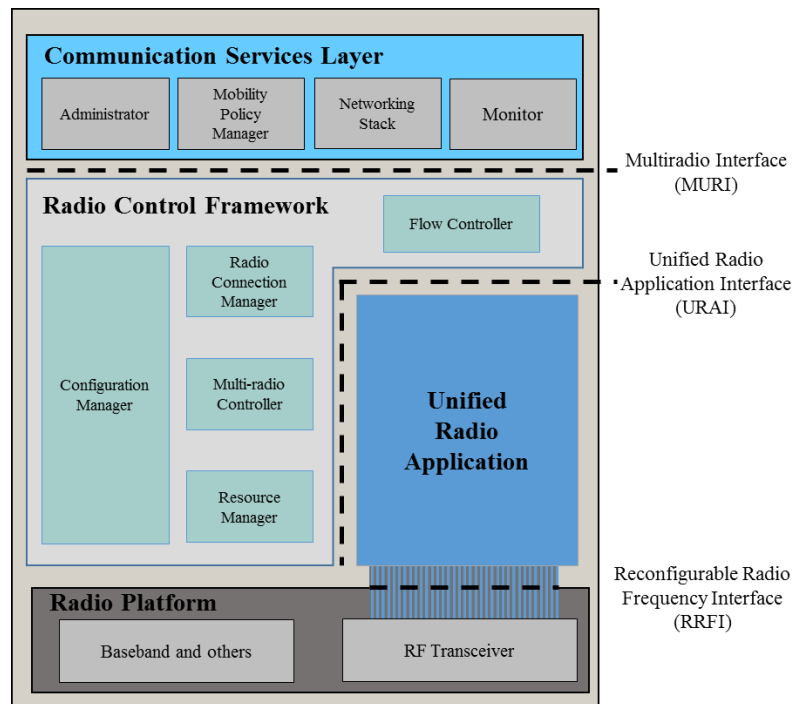 Communication Services Layer
Administrator
Mobility
Policy
Manager
Networking
Stack
Monitor
Multiradio Interface
(MURI)
Radio Control Framework
Flow Controller
Radio
Connection
Manager
Unified Radio
Application Interface
(URAI)
Configuration
Manager
Multi-radio
Controller
Unified
Radio
Application
Resource
Manager
Reconfigurable Radio
Frequency Interface
(RRFI)
Radio Platform
Baseband and others
RF Transceiver